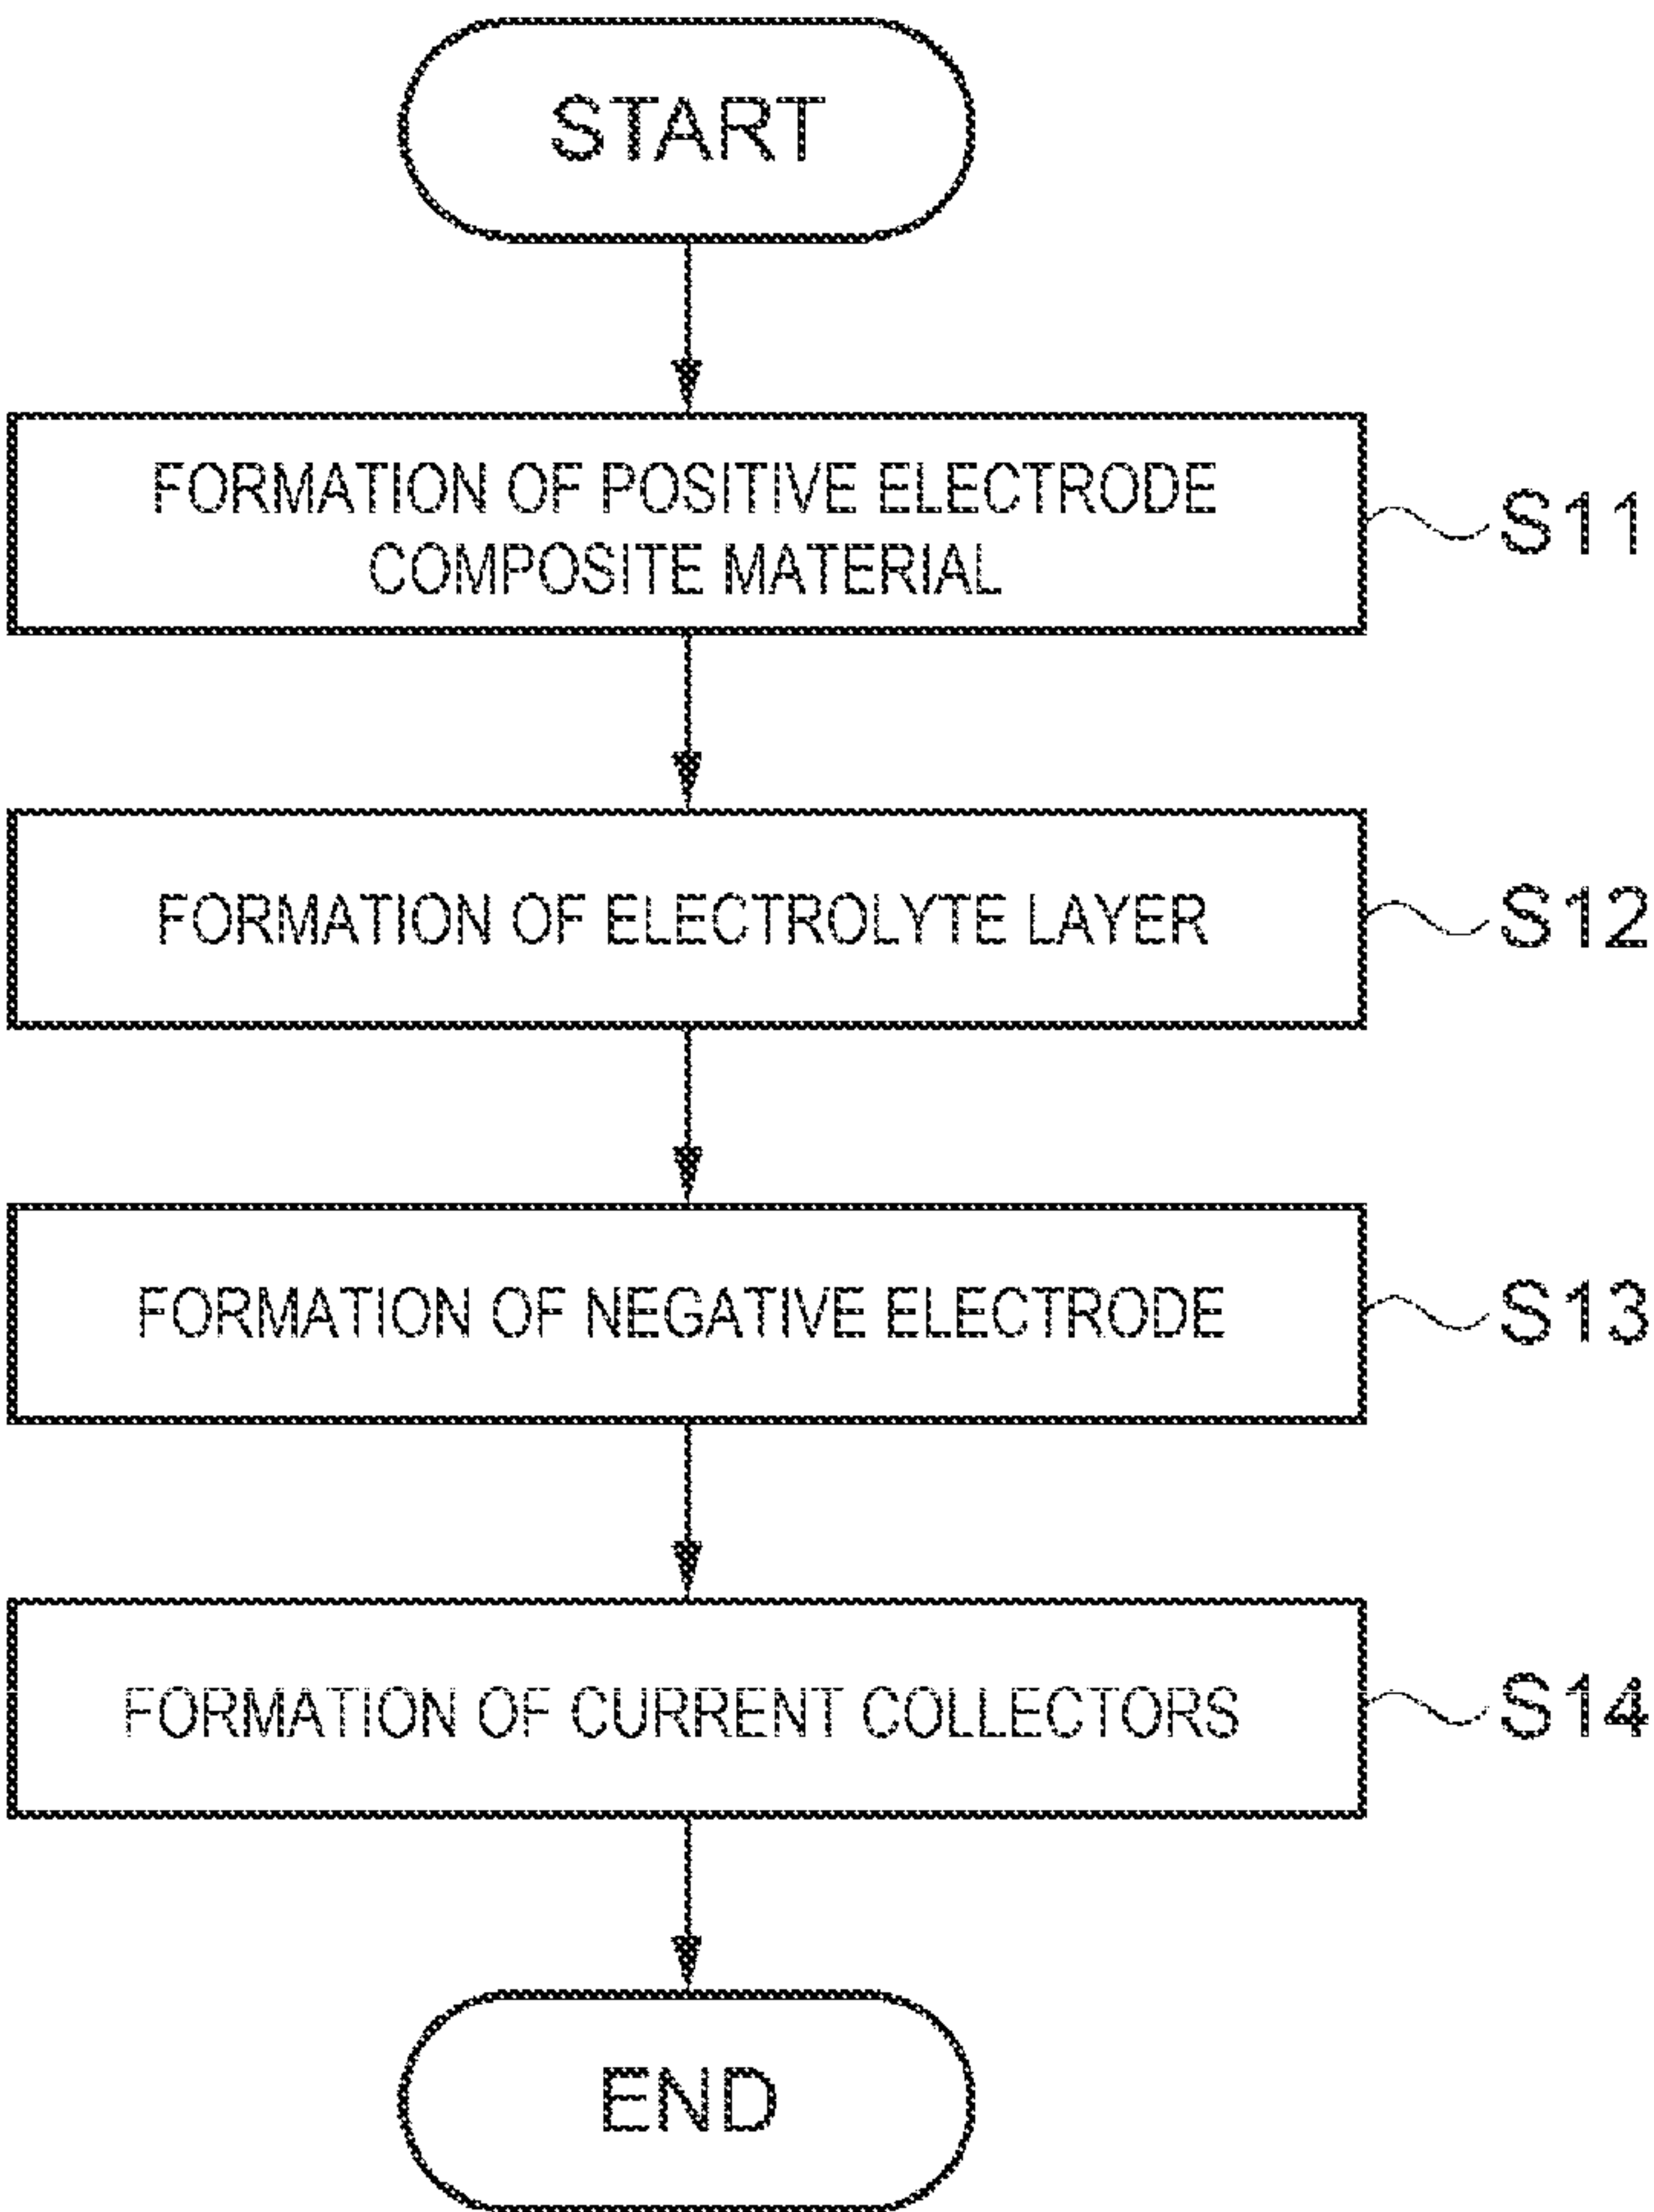 START
FORMATION OF POSITIVE ELECTRODE
COMPOSITE MATERIAL
S11
FORMATION OF ELECTROLYTE LAYER
S12
FORMATION OF NEGATIVE ELECTRODE
S13
FORMATION OF CURRENT COLLECTORS
S14
END